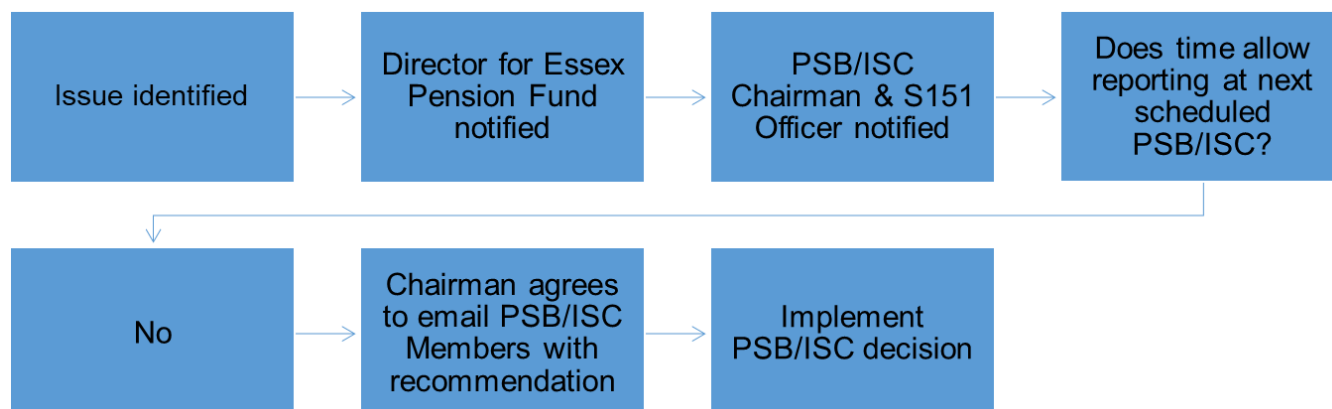 Issue identified
Director for Essex
Pension Fund
notified
PSB/ISC
Chairman & S151
Officer notified
Does time allow
reporting at next
scheduled
PSB/ISC?
No
Chairman agrees
to email PSB/ISC
Members with
recommendation
Implement
PSB/ISC decision